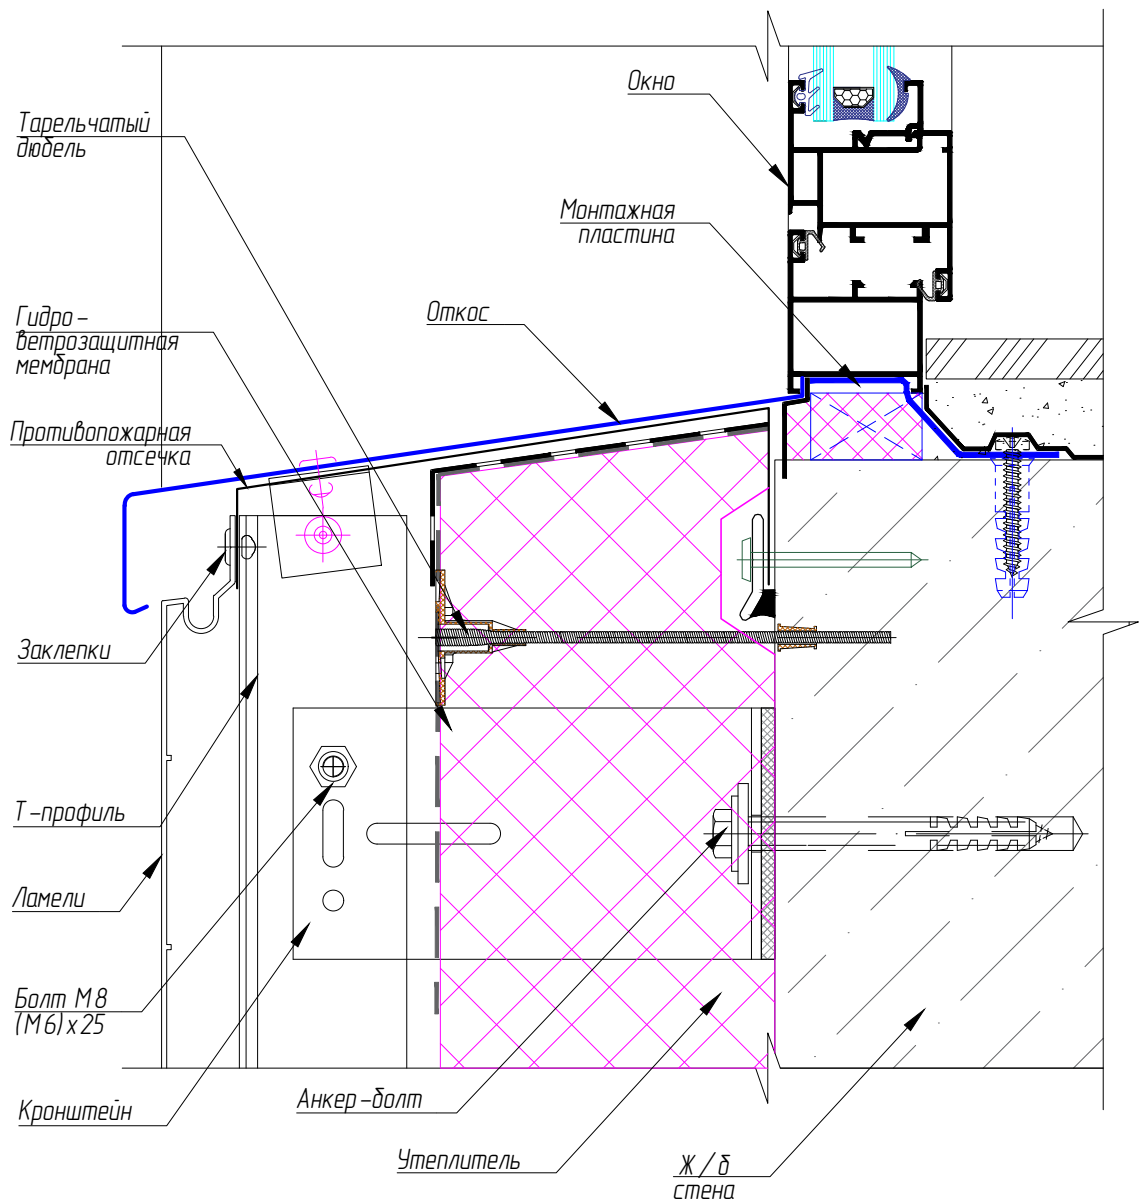 Окно
Тарельчатый
дюбель
Монтажная
пластина
Гидро-
ветрозащитная
мембрана
Откос
Противопожарная
отсечка
Заклепки
Т-профиль
Ламели
Болт М8
(М6)х25
Кронштейн
Анкер-болт
Утеплитель
Ж/б
стена